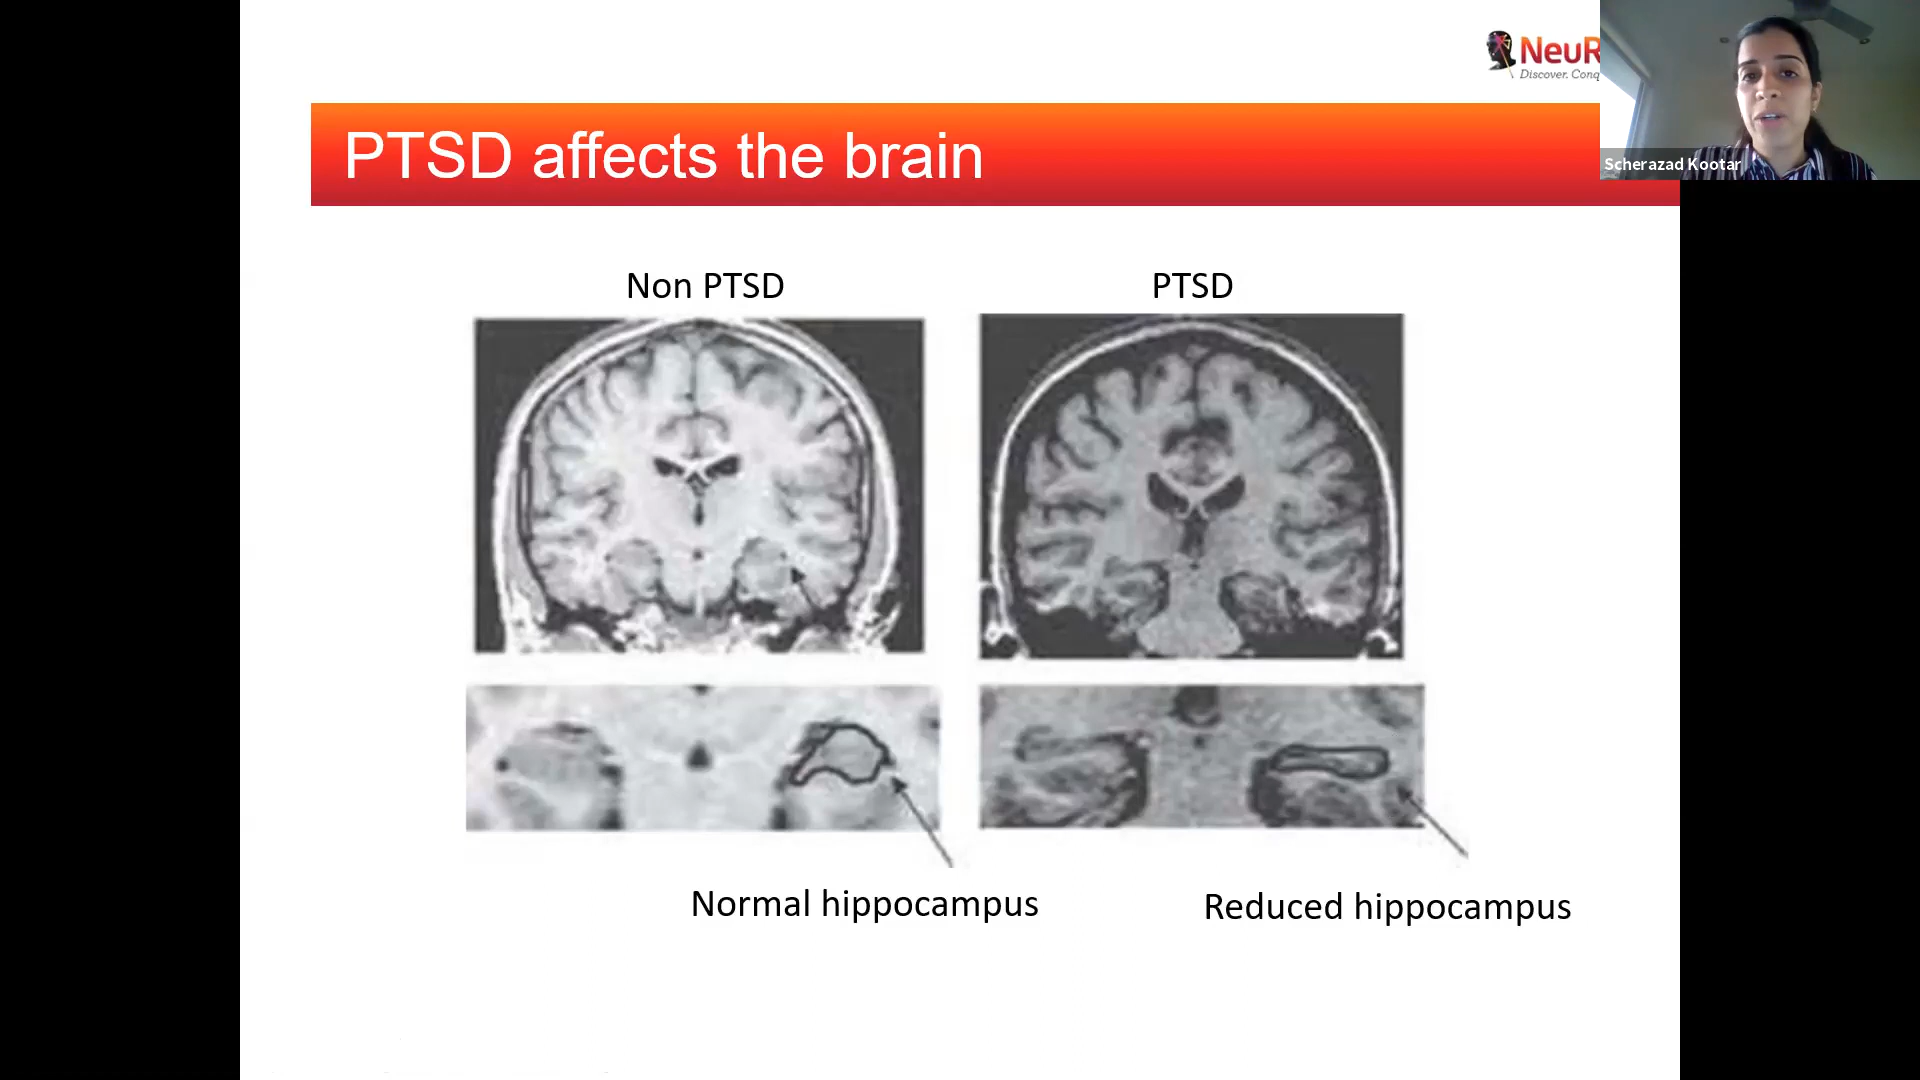 NeuR
Discover. Conq
Scherazad Kootar
PTSD affects the brain
Non PTSD
PTSD
Normal hippocampus
Reduced hippocampus